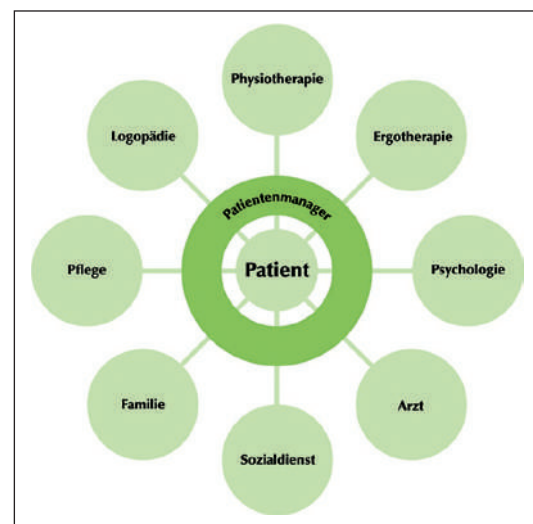 Physiotherapie
Logopädie
Ergotherapie
Patientenmanager
Pflege
Patient
Psychologie
Familie
Arzt
Sozialdienst